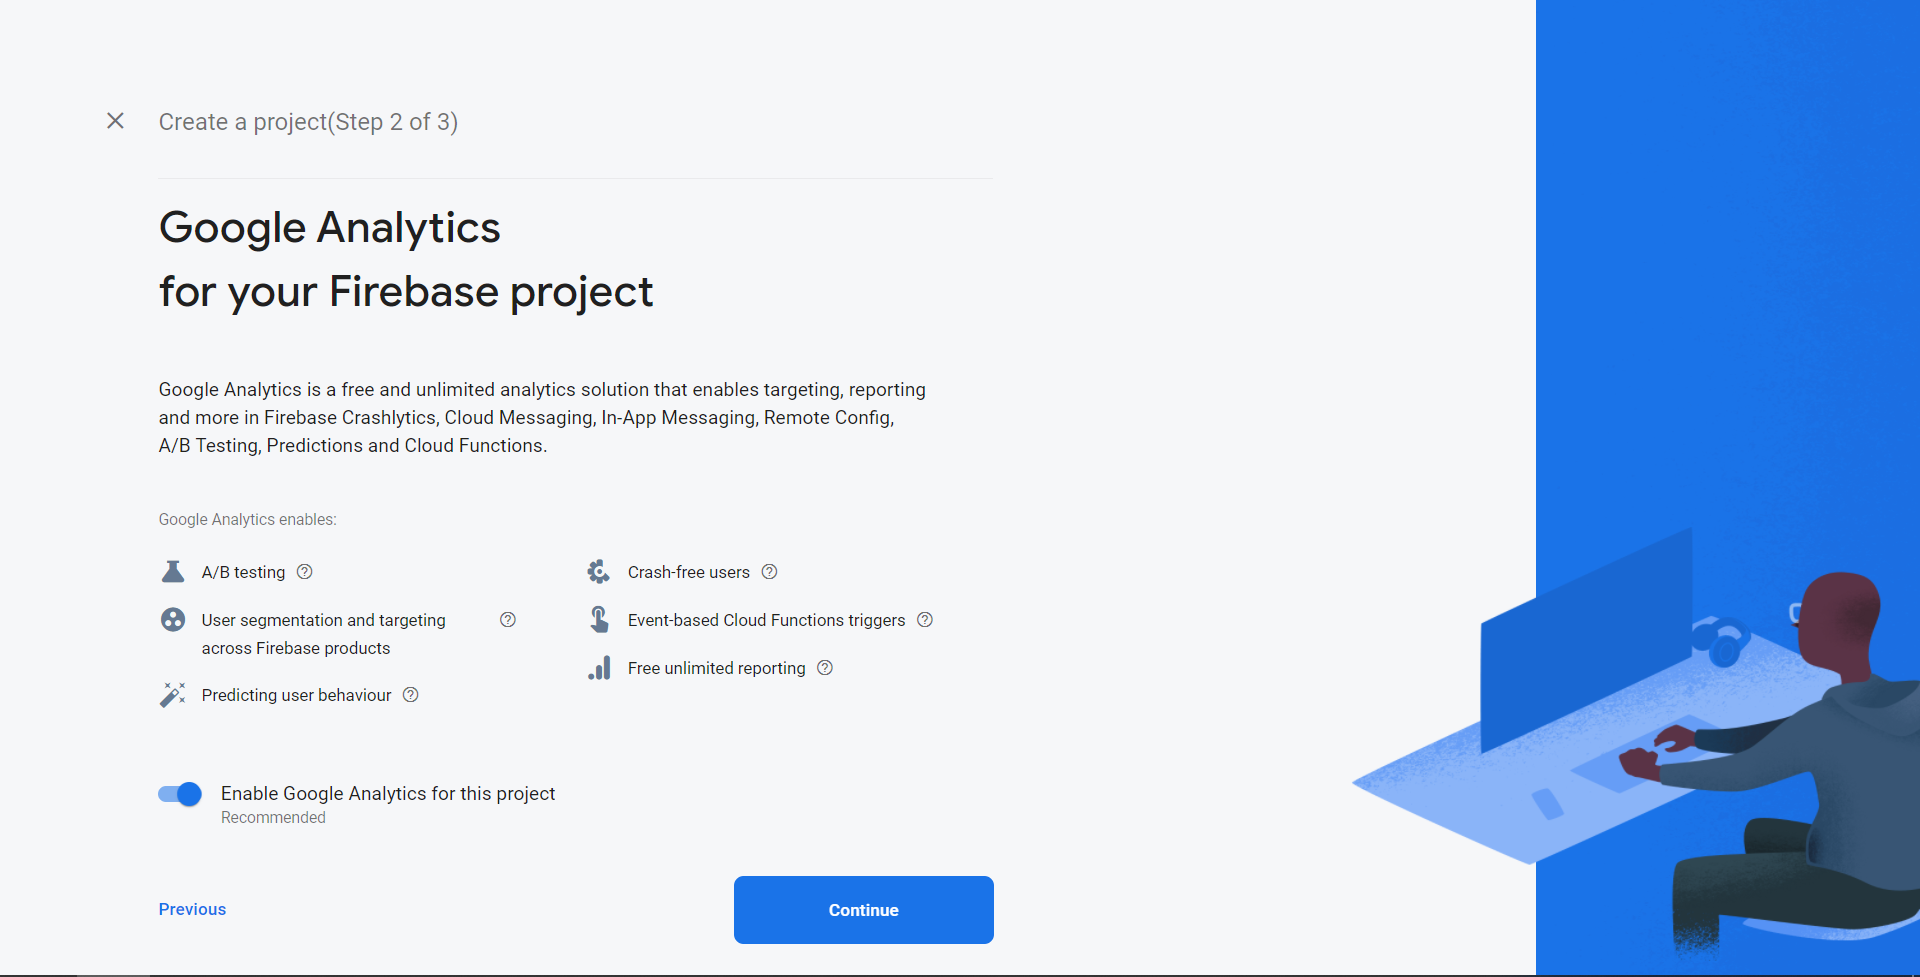 Create a project(Step 2 of 3)
Google Analytics
for your Firebase project
Google Analytics is a free and unlimited analytics solution that enables targeting, reporting
and more in Firebase Crashlytics, Cloud Messaging, In-App Messaging, Remote Config,
A/B Testing, Predictions and Cloud Functions.
Google Analytics enables:
A/B testing
User segmentation and targeting
across Firebase products
Predicting user behaviour
Crash-free users
Event-based Cloud Functions triggers
Free unlimited reporting
Enable Google Analytics for this project
Recommended
Previous
Continue